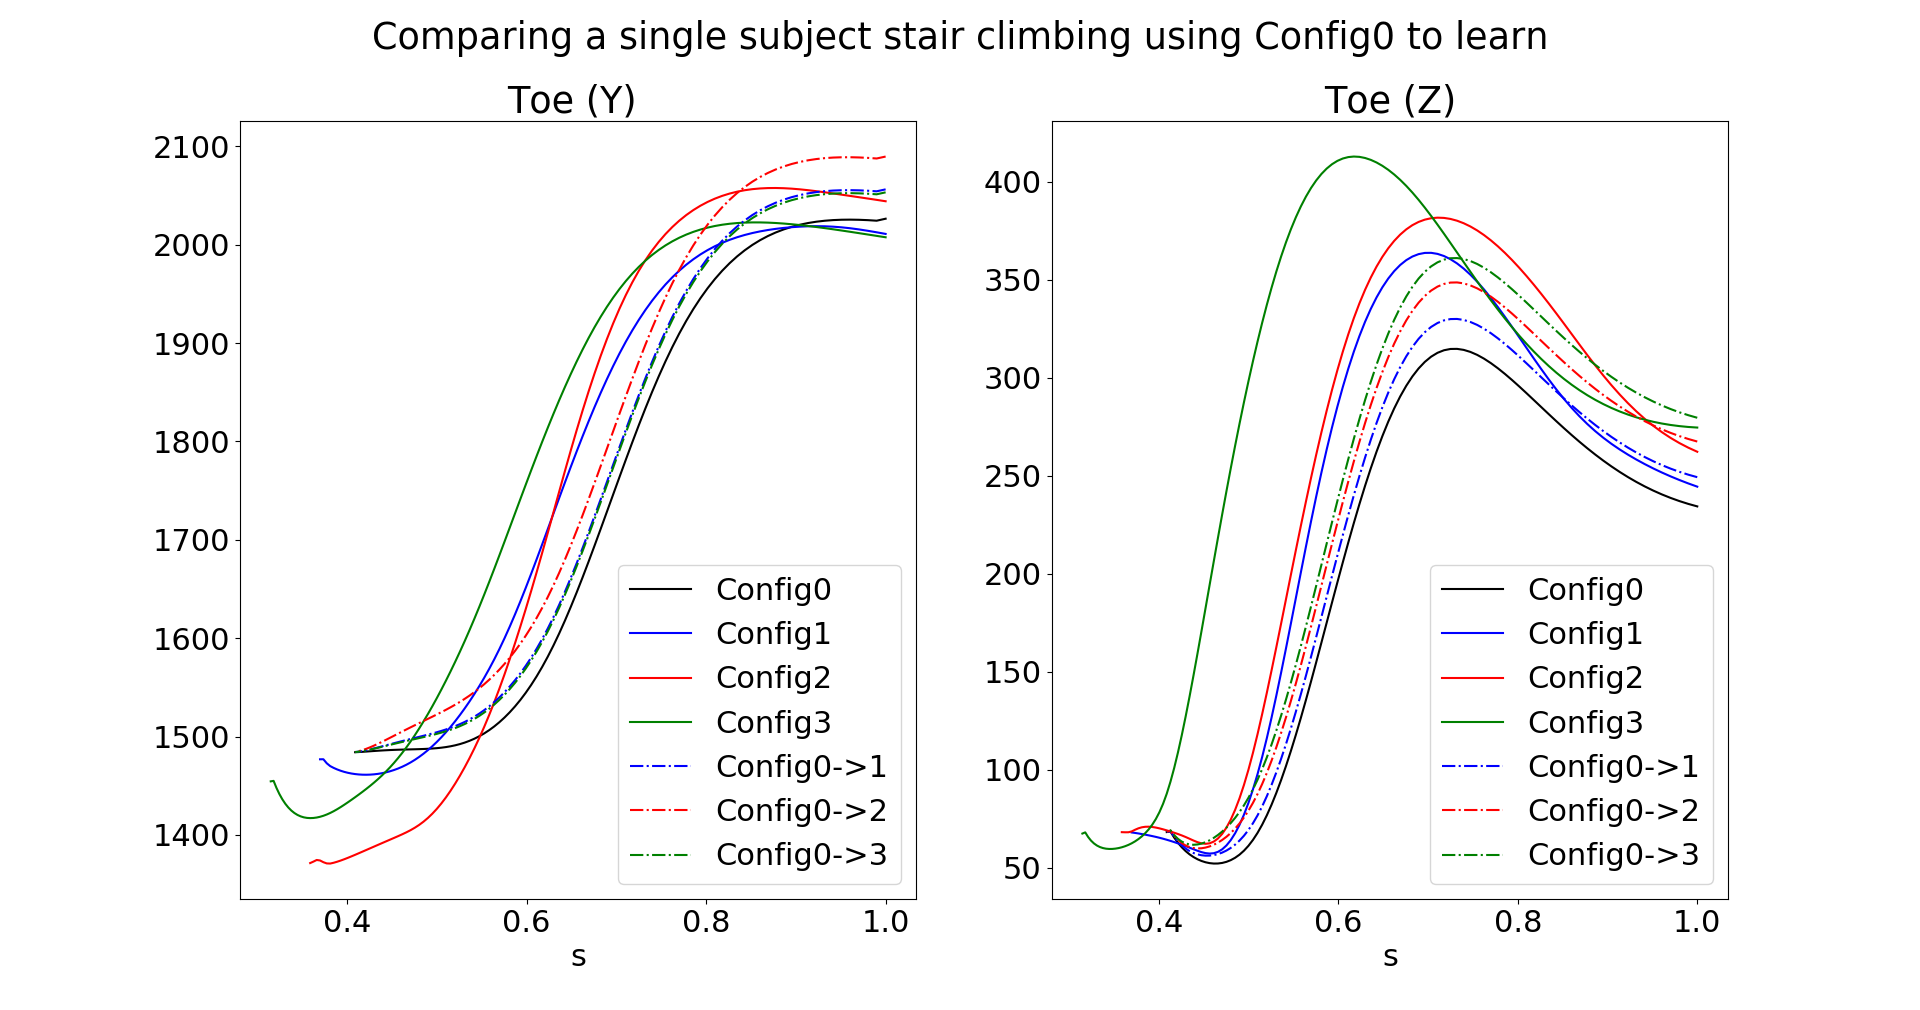 Comparing a single subject stair climbing using Config0 to learn
Toe (Y)
2100
2000
1900
1800
1700
1600
1500
1400
0.4 0.6 0.8 1.0
s
Config0
Config1
Config2
Config3
Config0->1
Config0->2
Config0->3
Toe (Z)
400
350
300
250
200
150
100
50
0.4 0.6 0.8 1.0
s
Config0
Config1
Config2
Config3
Config0->1
Config0->2
Config0->3